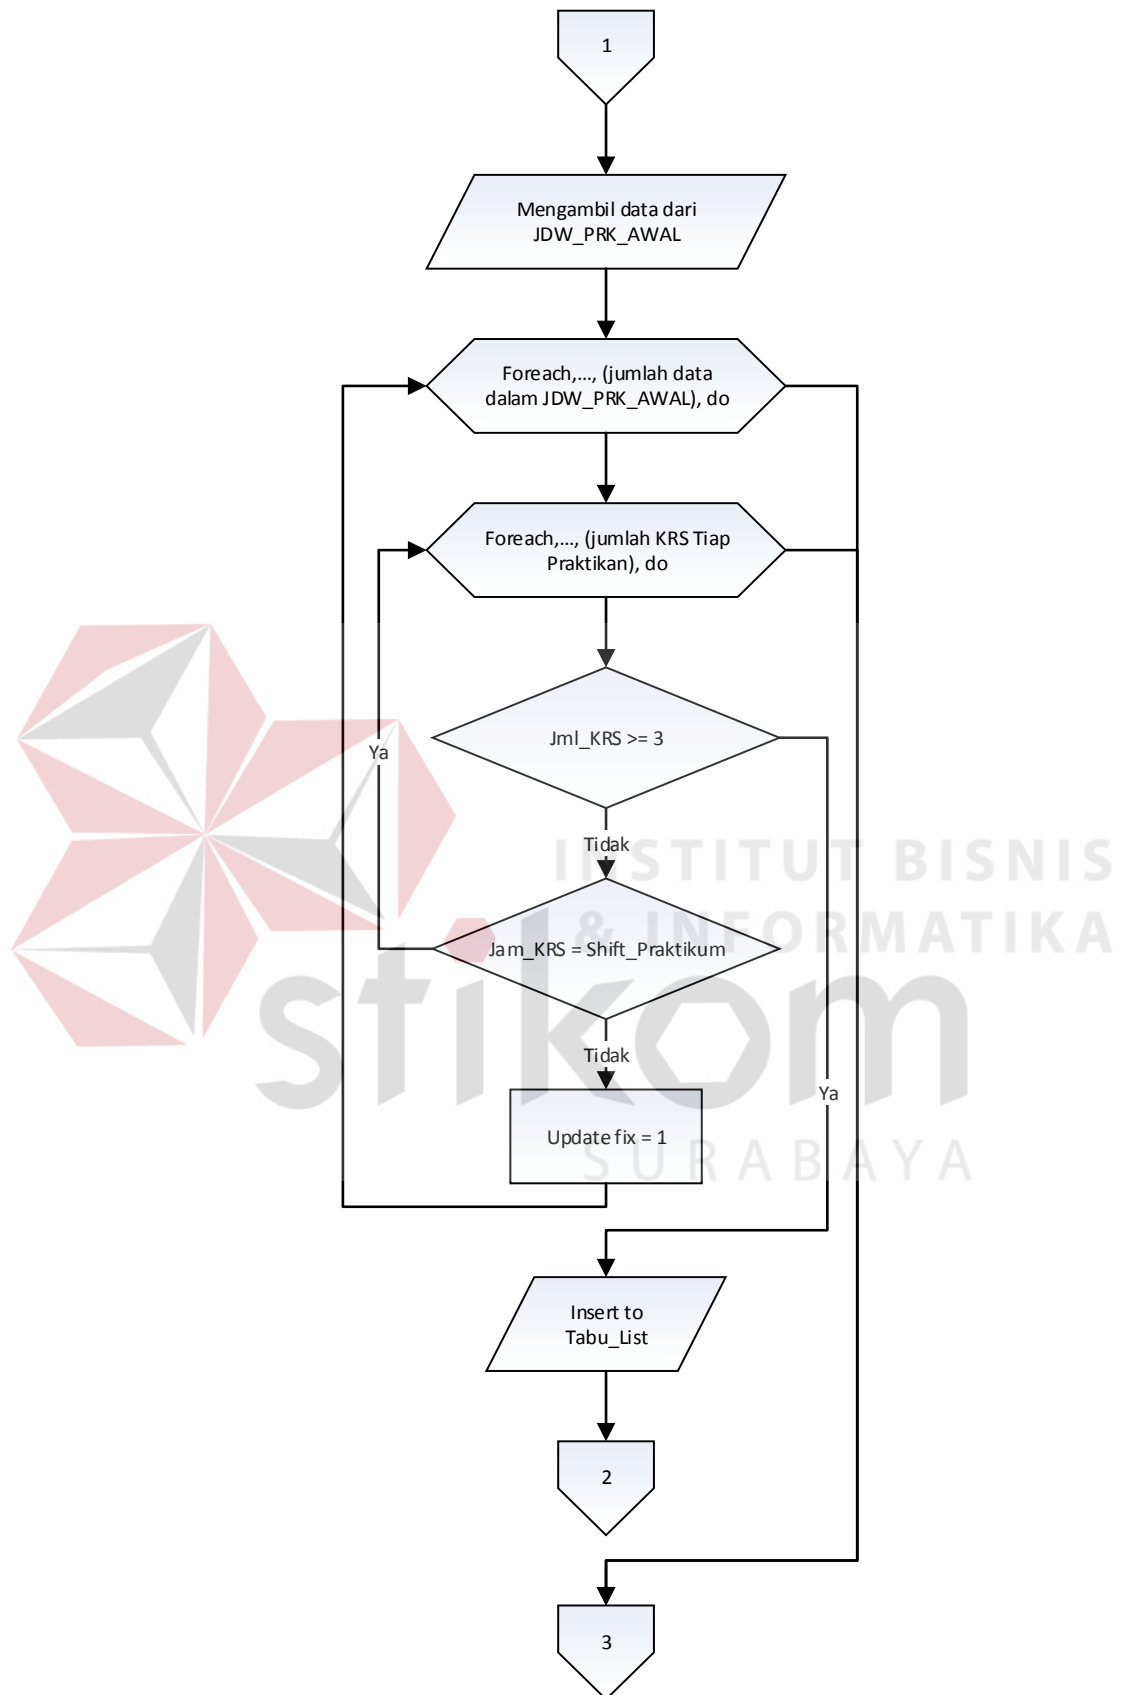 1
Mengambil data dari
JDW_PRK_AWAL
Foreach,..., (jumlah data
dalam JDW_PRK_AWAL), do
Foreach,..., (jumlah KRS Tiap
Praktikan), do
Jml_KRS >= 3
Ya
Tidak
INSTITUT BISNIS
& INFORMATIKA
Jam_KRS = Shift_Praktikum
stikom
Tidak
Ya
Update fix = 1
SURABAYA
Insert to
Tabu_List
2
3